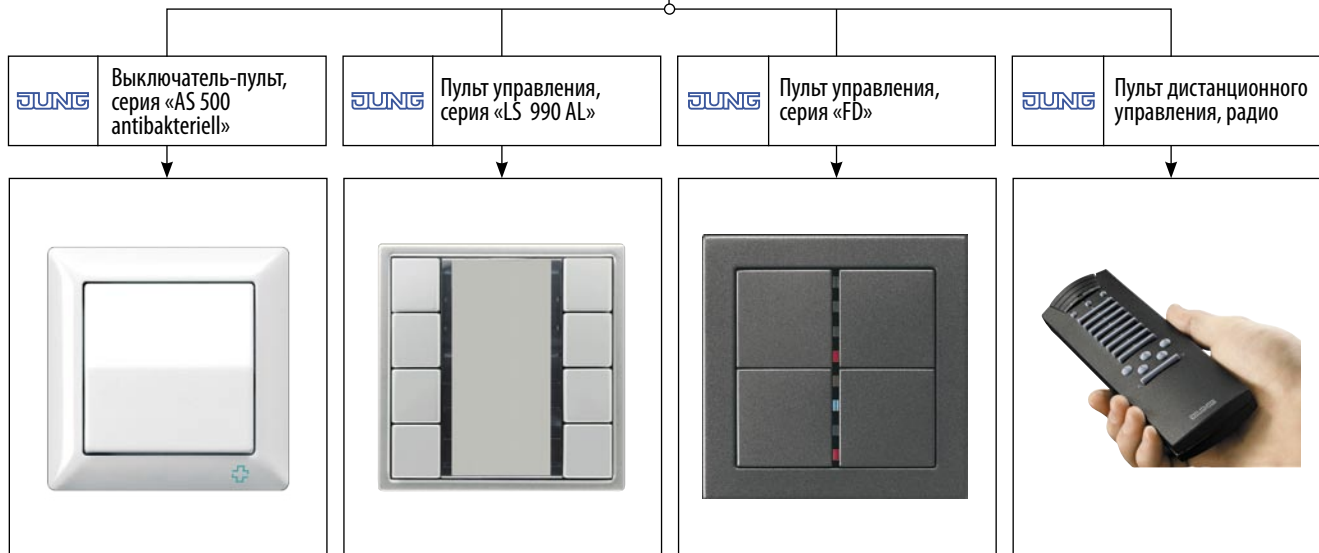 JUNG
Выключатель-пульт,
серия «AS 500
antibakteriell»
JUNG
Пульт управления,
серия «LS 990 AL»
JUNG
Пульт управления,
серия «FD»
JUNG
Пульт дистанционного
управления, радио